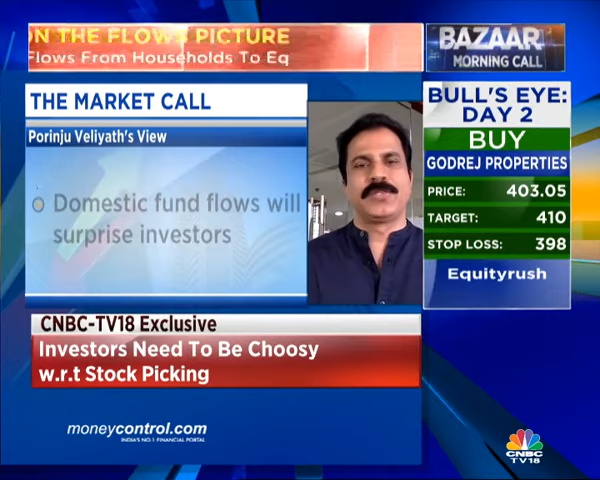 ON THE FLOWS PICTURE
Flows From Households To Eq
BAZAAR
MORNING CALL
THE MARKET CALL
Porinju Veliyath's View
Domestic fund flows will
surprise investors
BULL'S EYE:
DAY 2
BUY
GODREJ PROPERTIES
PRICE: 403.05
TARGET: 410
STOP LOSS: 398
Equityrush
CNBC-TV18 Exclusive
Investors Need To Be Choosy
w.r.t Stock Picking
moneycontrol.com
INDIA'S NO.1 FINANCIAL PORTAL
CNBC
TV18